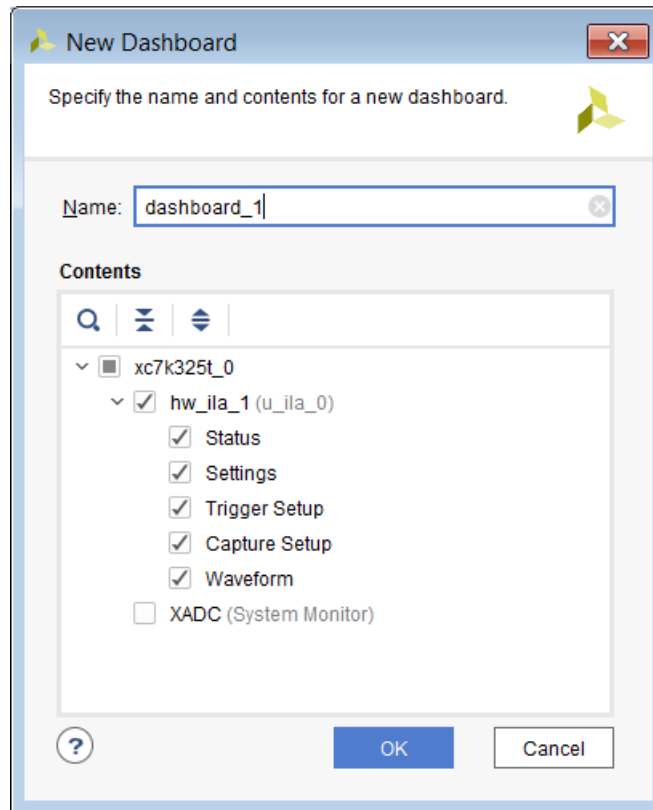 New Dashboard
Specify the name and contents for a new dashboard.
Name: dashboard_1
Contents
xc7k325t_0
hw_ila_1 (u_ila_0)
Status
Settings
Trigger Setup
Capture Setup
Waveform
XADC (System Monitor)
? OK Cancel